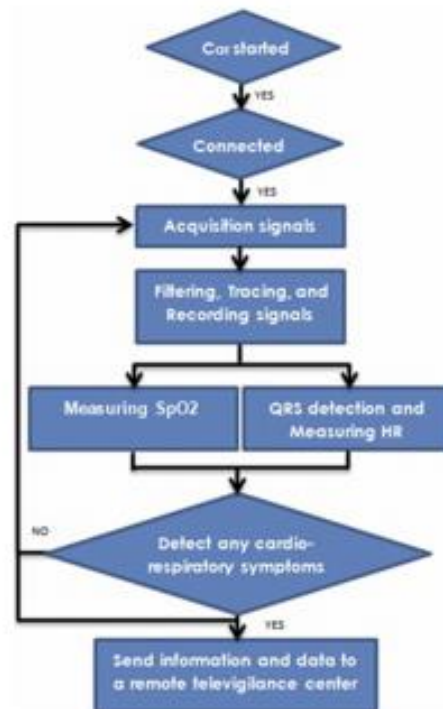 Car started
YES
Connected
YES
Acquisition signals
Filtering, Tracing, and
Recording signals
Measuring SpO2
QRS detection and
Measuring HR
NO
Detect any cardio-
respiratory symptoms
YES
Send information and data to
a remote televigilance center